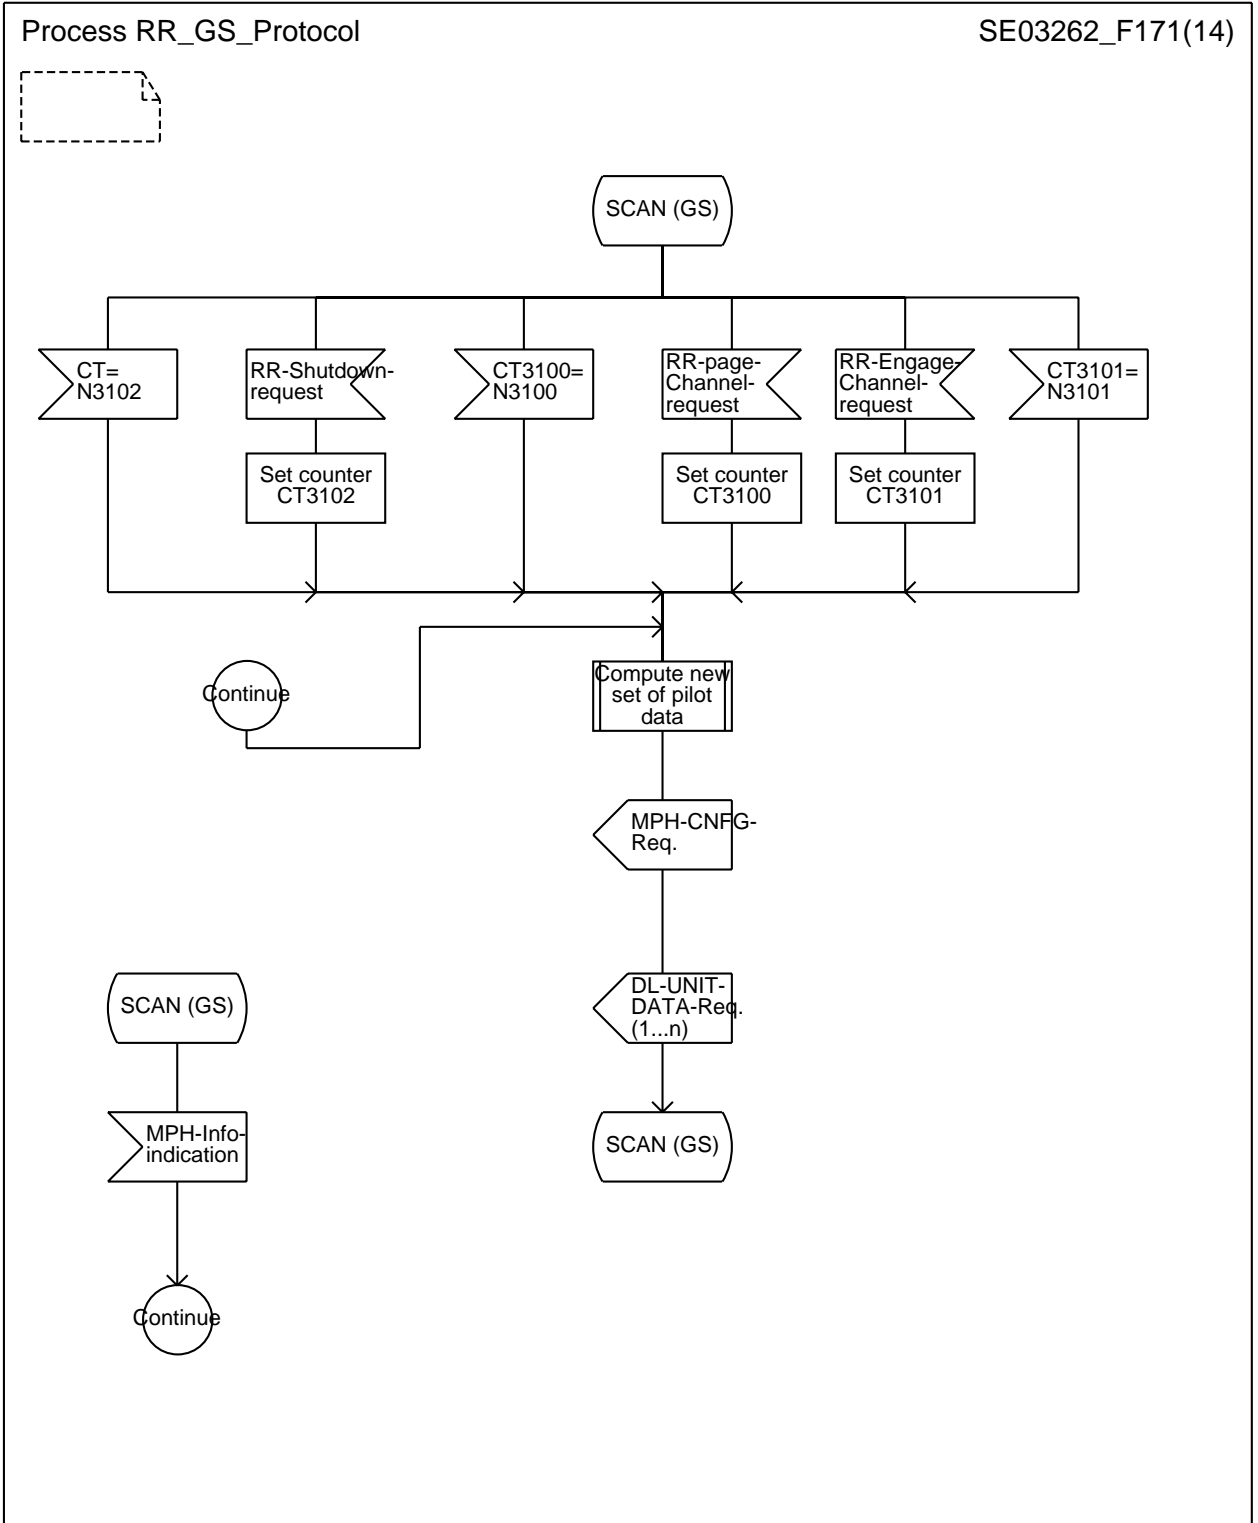 Process RR_GS_Protocol
SE03262_F171(14)
SCAN (GS)
CT=
N3102
RR-Shutdown-
request
CT3100=
N3100
RR-page-
Channel-
request
RR-Engage-
Channel-
request
CT3101=
N3101
Set counter
CT3102
Set counter
CT3100
Set counter
CT3101
Continue
Compute new
set of pilot
data
MPH-CNFG-
Req.
SCAN (GS)
DL-UNIT-
DATA-Req.
(1...n)
MPH-Info-
indication
SCAN (GS)
Continue